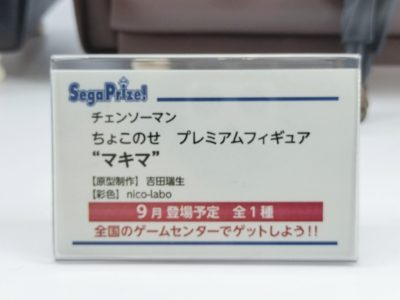 SegaPrize!
チェンソーマン
ちょこのせ プレミアムフィギュア
“マキマ”
【原型制作】吉田瑞生
【彩色】nico-labo
9月登場予定 全1種
全国のゲームセンターでゲットしよう!!